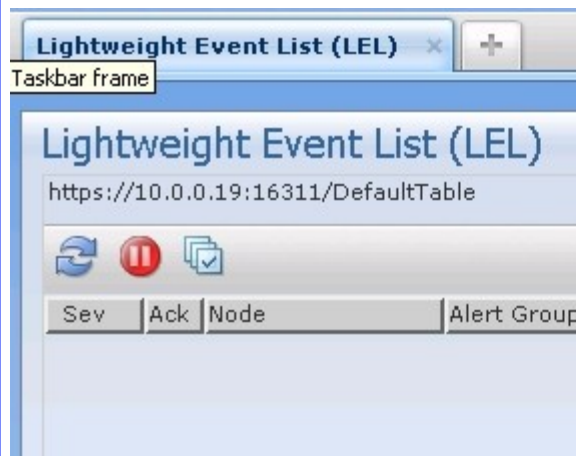 Lightweight Event List (LEL)
Taskbar frame
Lightweight Event List (LEL)
https://10.0.0.19:16311/DefaultTable
Sev Ack Node Alert Group